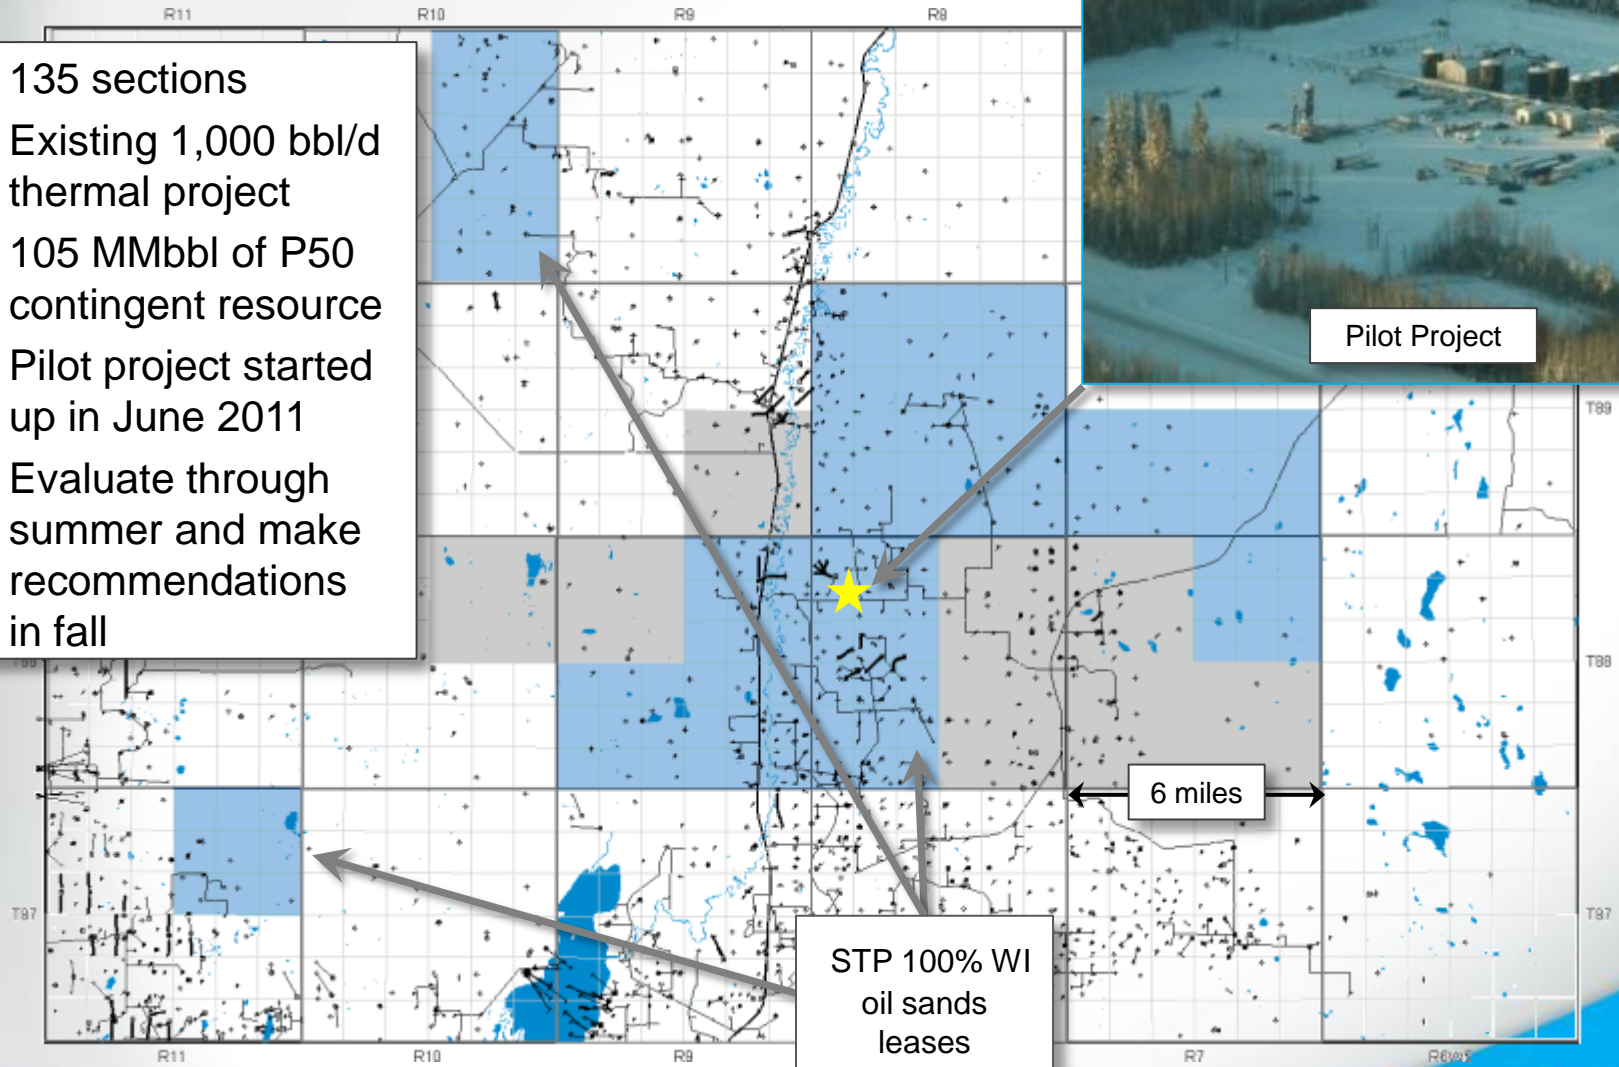 R11
R10
R9
R8
135 sections
Existing 1,000 bbl/d
thermal project
105 MMbbl of P50
contingent resource
Pilot project started
up in June 2011
Evaluate through
summer and make
recommendations
in fall
Pilot Project
T89
T88
6 miles
T87
T87
STP 100% WI
oil sands
leases
R11
R10
R9
R7